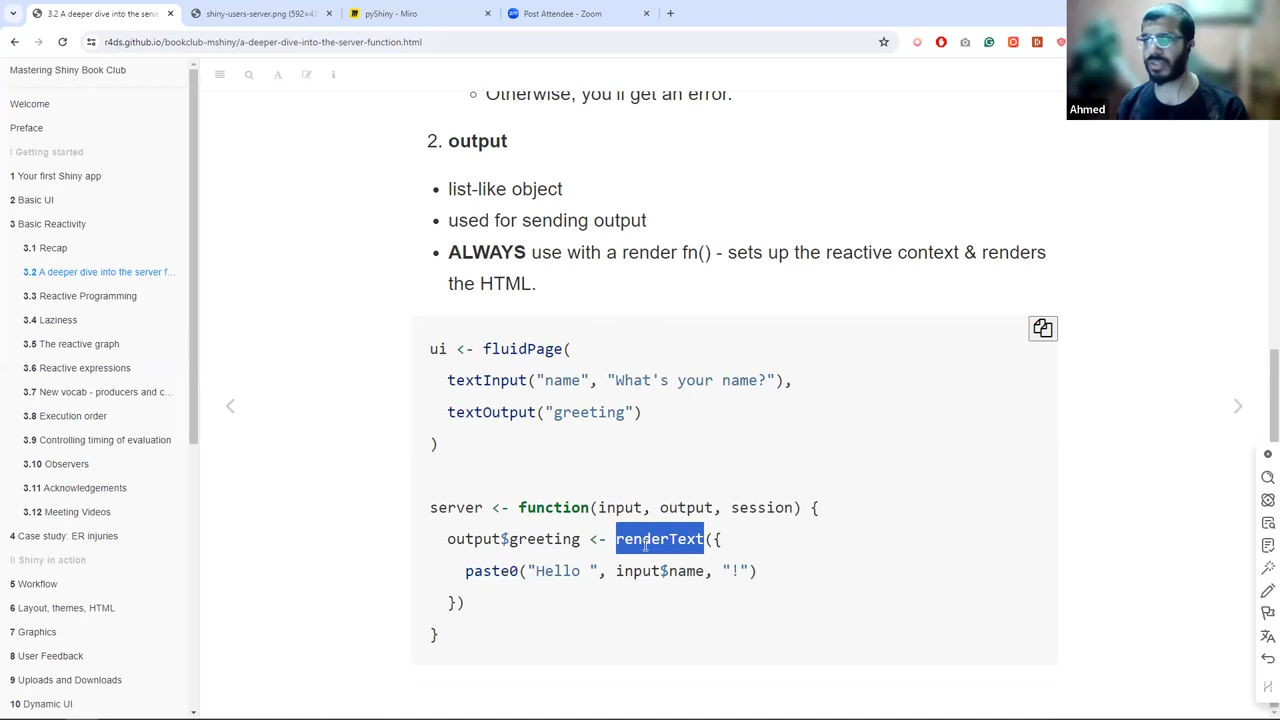 3.2 A deeper dive into the serve
shiny-users-server.png (592×43
pyShiny - Miro
Post Attendee - Zoom
r4ds.github.io/bookclub-mshiny/a-deeper-dive-into-the-server-function.html
Ahmed
Mastering Shiny Book Club
Welcome
Preface
I Getting started
1 Your first Shiny app
2 Basic UI
3 Basic Reactivity
3.1 Recap
3.2 A deeper dive into the server f...
3.3 Reactive Programming
3.4 Laziness
3.5 The reactive graph
3.6 Reactive expressions
3.7 New vocab - producers and c...
3.8 Execution order
3.9 Controlling timing of evaluation
3.10 Observers
3.11 Acknowledgements
3.12 Meeting Videos
4 Case study: ER injuries
II Shiny in action
5 Workflow
6 Layout, themes, HTML
7 Graphics
8 User Feedback
9 Uploads and Downloads
10 Dynamic UI
Otherwise, you'll get an error.
2. output
list-like object
used for sending output
ALWAYS use with a render fn() - sets up the reactive context & renders
the HTML.
ui <- fluidPage(
textInput("name", "What's your name?"),
textOutput("greeting")
)
server <- function(input, output, session) {
output$greeting <- renderText({
paste0("Hello ", input$name, "!")
})
}